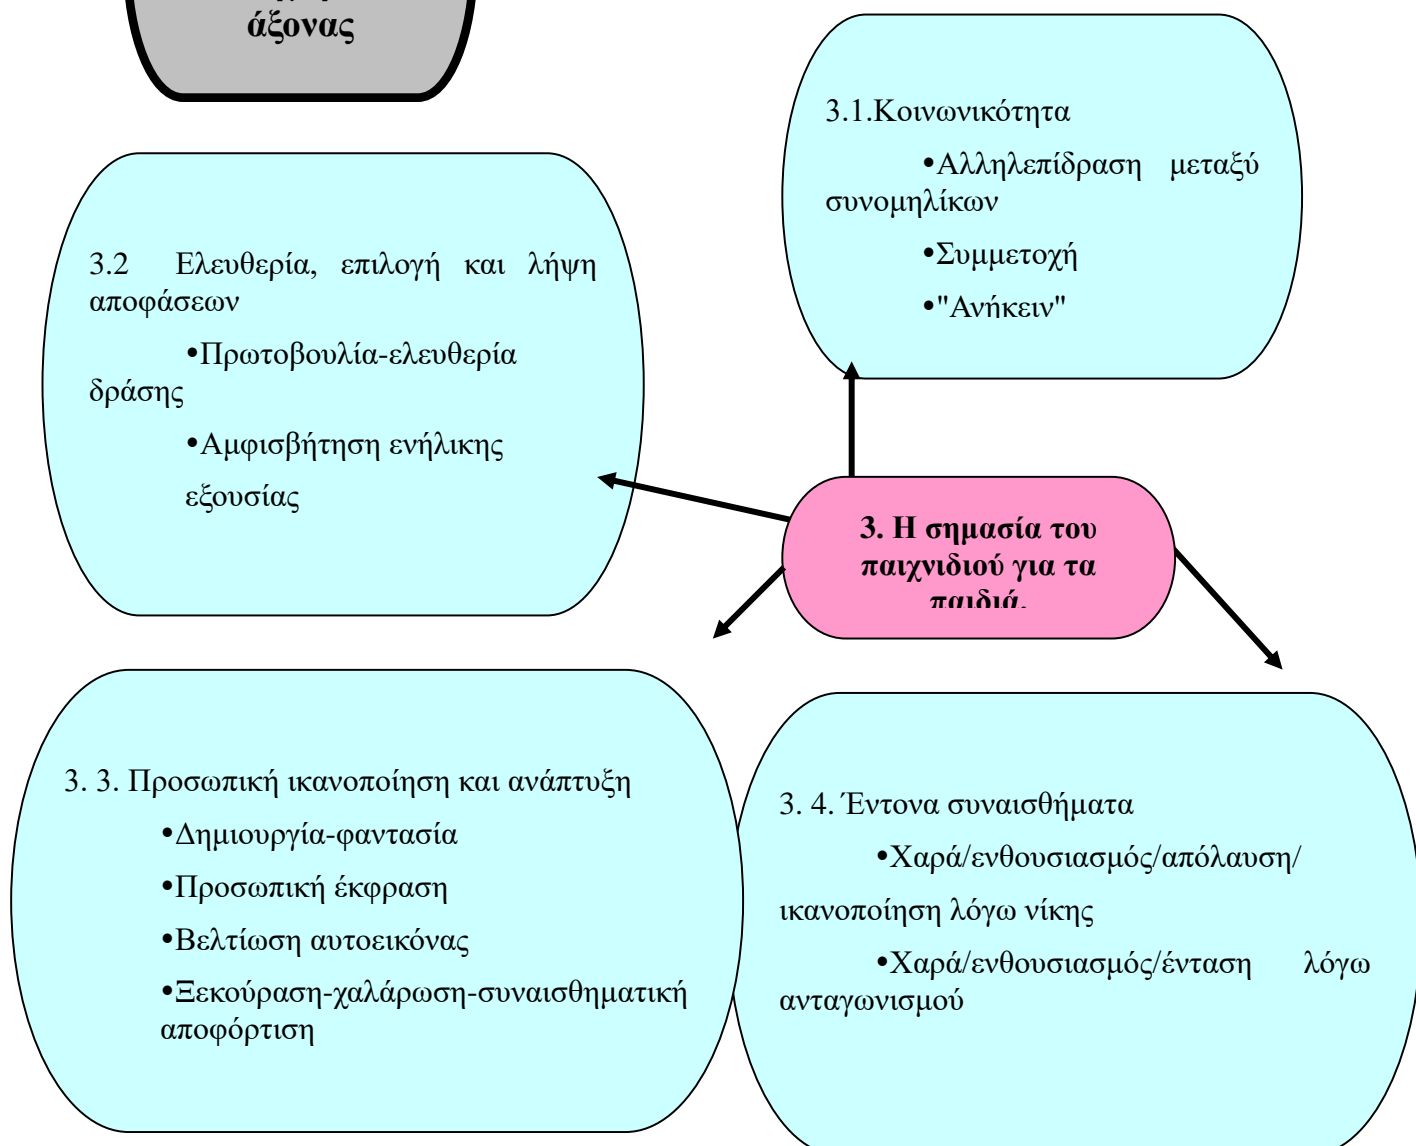 άξονας
3.1.Κοινωνικότητα
•Αλληλεπίδραση μεταξύ
συνομηλίκων
•Συμμετοχή
•"Ανήκειν"
3.2 Ελευθερία, επιλογή και λήψη
αποφάσεων
•Πρωτοβουλία-ελευθερία
δράσης
•Αμφισβήτηση ενήλικης
εξουσίας
3. Η σημασία του
παιχνιδιού για τα
παιδιά.
3. 3. Προσωπική ικανοποίηση και ανάπτυξη
•Δημιουργία-φαντασία
•Προσωπική έκφραση
•Βελτίωση αυτοεικόνας
•Ξεκούραση-χαλάρωση-συναισθηματική
αποφόρτιση
3. 4. Έντονα συναισθήματα
•Χαρά/ενθουσιασμός/απόλαυση/
ικανοποίηση λόγω νίκης
•Χαρά/ενθουσιασμός/ένταση λόγω
ανταγωνισμού